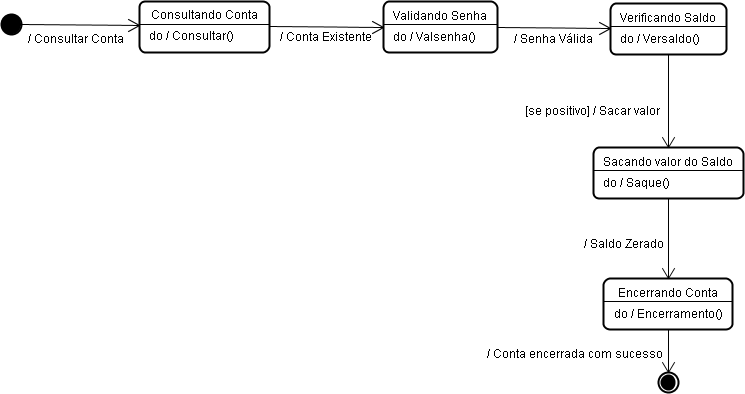 Consultando Conta
do / Consultar()
/ Consultar Conta
/ Conta Existente
Validando Senha
do / Valsenha()
/ Senha Válida
Verificando Saldo
do / Versaldo()
[se positivo] / Sacar valor
Sacando valor do Saldo
do / Saque()
/ Saldo Zerado
Encerrando Conta
do / Encerramento()
/ Conta encerrada com sucesso